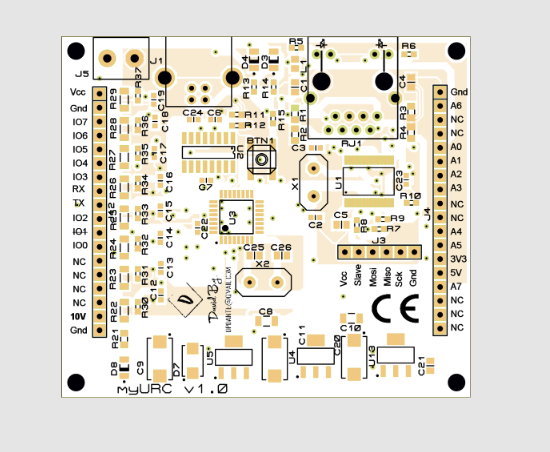 R5
R6
J5
R37
J1
D4
D3
L1
C4
Vcc
Gnd
IO7
IO6
IO5
IO4
IO3
RX
TX
IO2
IO1
IO0
NC
NC
NC
NC
10V
Gnd
R29
R28
R27
R26
R25
R24
R23
R22
R21
R36
R35
R34
R33
R32
R31
R30
C19
C18
C17
C16
C15
C14
C13
C12
R13
R14
R15
C24 C6
R11
R12
U2
BTN1
C7
U3
C22
C25 C26
X2
R1
R2
C3
X1
C2
RJ1
R3
R4
U1
C23
R10
C5
R8
R9
R7
J3
J4
Vcc
Slave
Mosi
Miso
Sck
Gnd
Gnd
A6
NC
NC
A0
A1
A2
A3
NC
NC
A4
A5
3V3
5V
A7
NC
NC
NC
David By
CE
C8
C10
D8
C9
D7
U5
U4
C11
C20
U10
C21
myURC v1.0